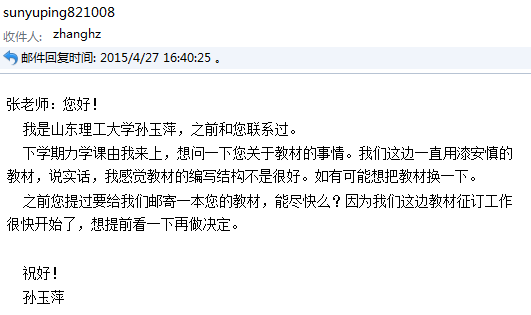 sunyuping821008
收件人： zhanghz
邮件回复时间: 2015/4/27 16:40:25 。
张老师：您好！
我是山东理工大学孙玉萍，之前和您联系过。
下学期力学课由我来上，想问一下您关于教材的事情。我们这边一直用漆安慎的
教材，说实话，我感觉教材的编写结构不是很好。如有可能想把教材换一下。
之前您提过要给我们邮寄一本您的教材，能尽快么？因为我们这边教材征订工作
很快开始了，想提前看一下再做决定。
祝好！
孙玉萍